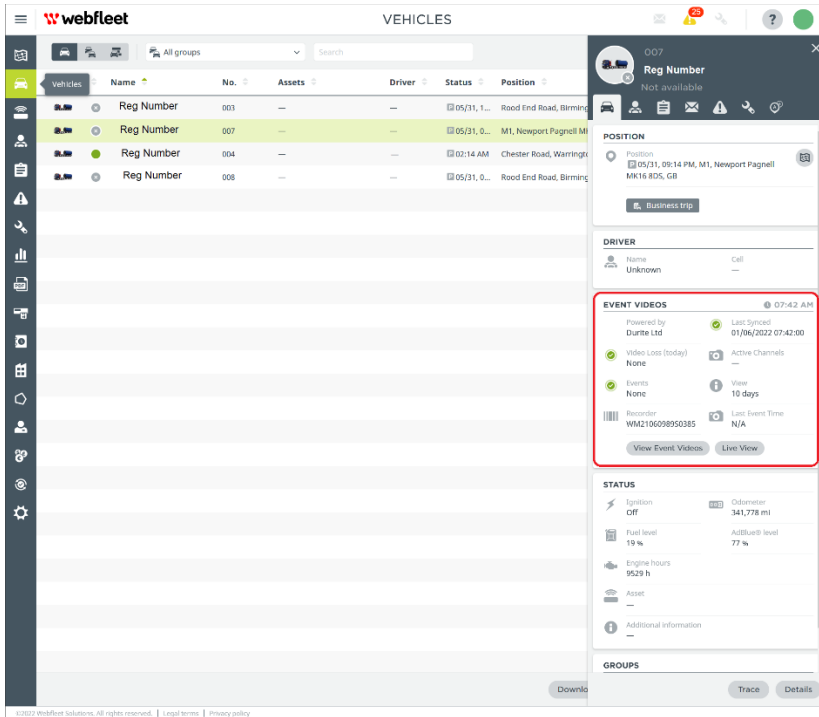 webfleet
VEHICLES
25
?
All groups
Search
Vehicles
Name No. Assets Driver Status Position
Reg Number 003 — — 05/31, 1... Rood End Road, Birming
Reg Number 007 — — 05/31, 0... M1, Newport Pagnell Mi
Reg Number 004 — — 02:14 AM Chester Road, Warringt
Reg Number 008 — — 05/31, 0... Rood End Road, Birming
Downlo
©2022 Webfleet Solutions. All rights reserved. | Legal terms | Privacy policy
007
Reg Number
Not available
POSITION
Position
05/31, 09:14 PM, M1, Newport Pagnell
MK16 8DS, GB
Business trip
DRIVER
Name Cell
Unknown —
EVENT VIDEOS 07:42 AM
Powered by Last Synced
Durite Ltd 01/06/2022 07:42:00
Video Loss (today) Active Channels
None —
Events View
None 10 days
Recorder Last Event Time
WM21060989S0385 N/A
View Event Videos Live View
STATUS
Ignition Odometer
Off 341,778 mi
Fuel level AdBlue® level
19 % 77 %
Engine hours
9529 h
Asset
—
Additional information
—
GROUPS
Trace Details